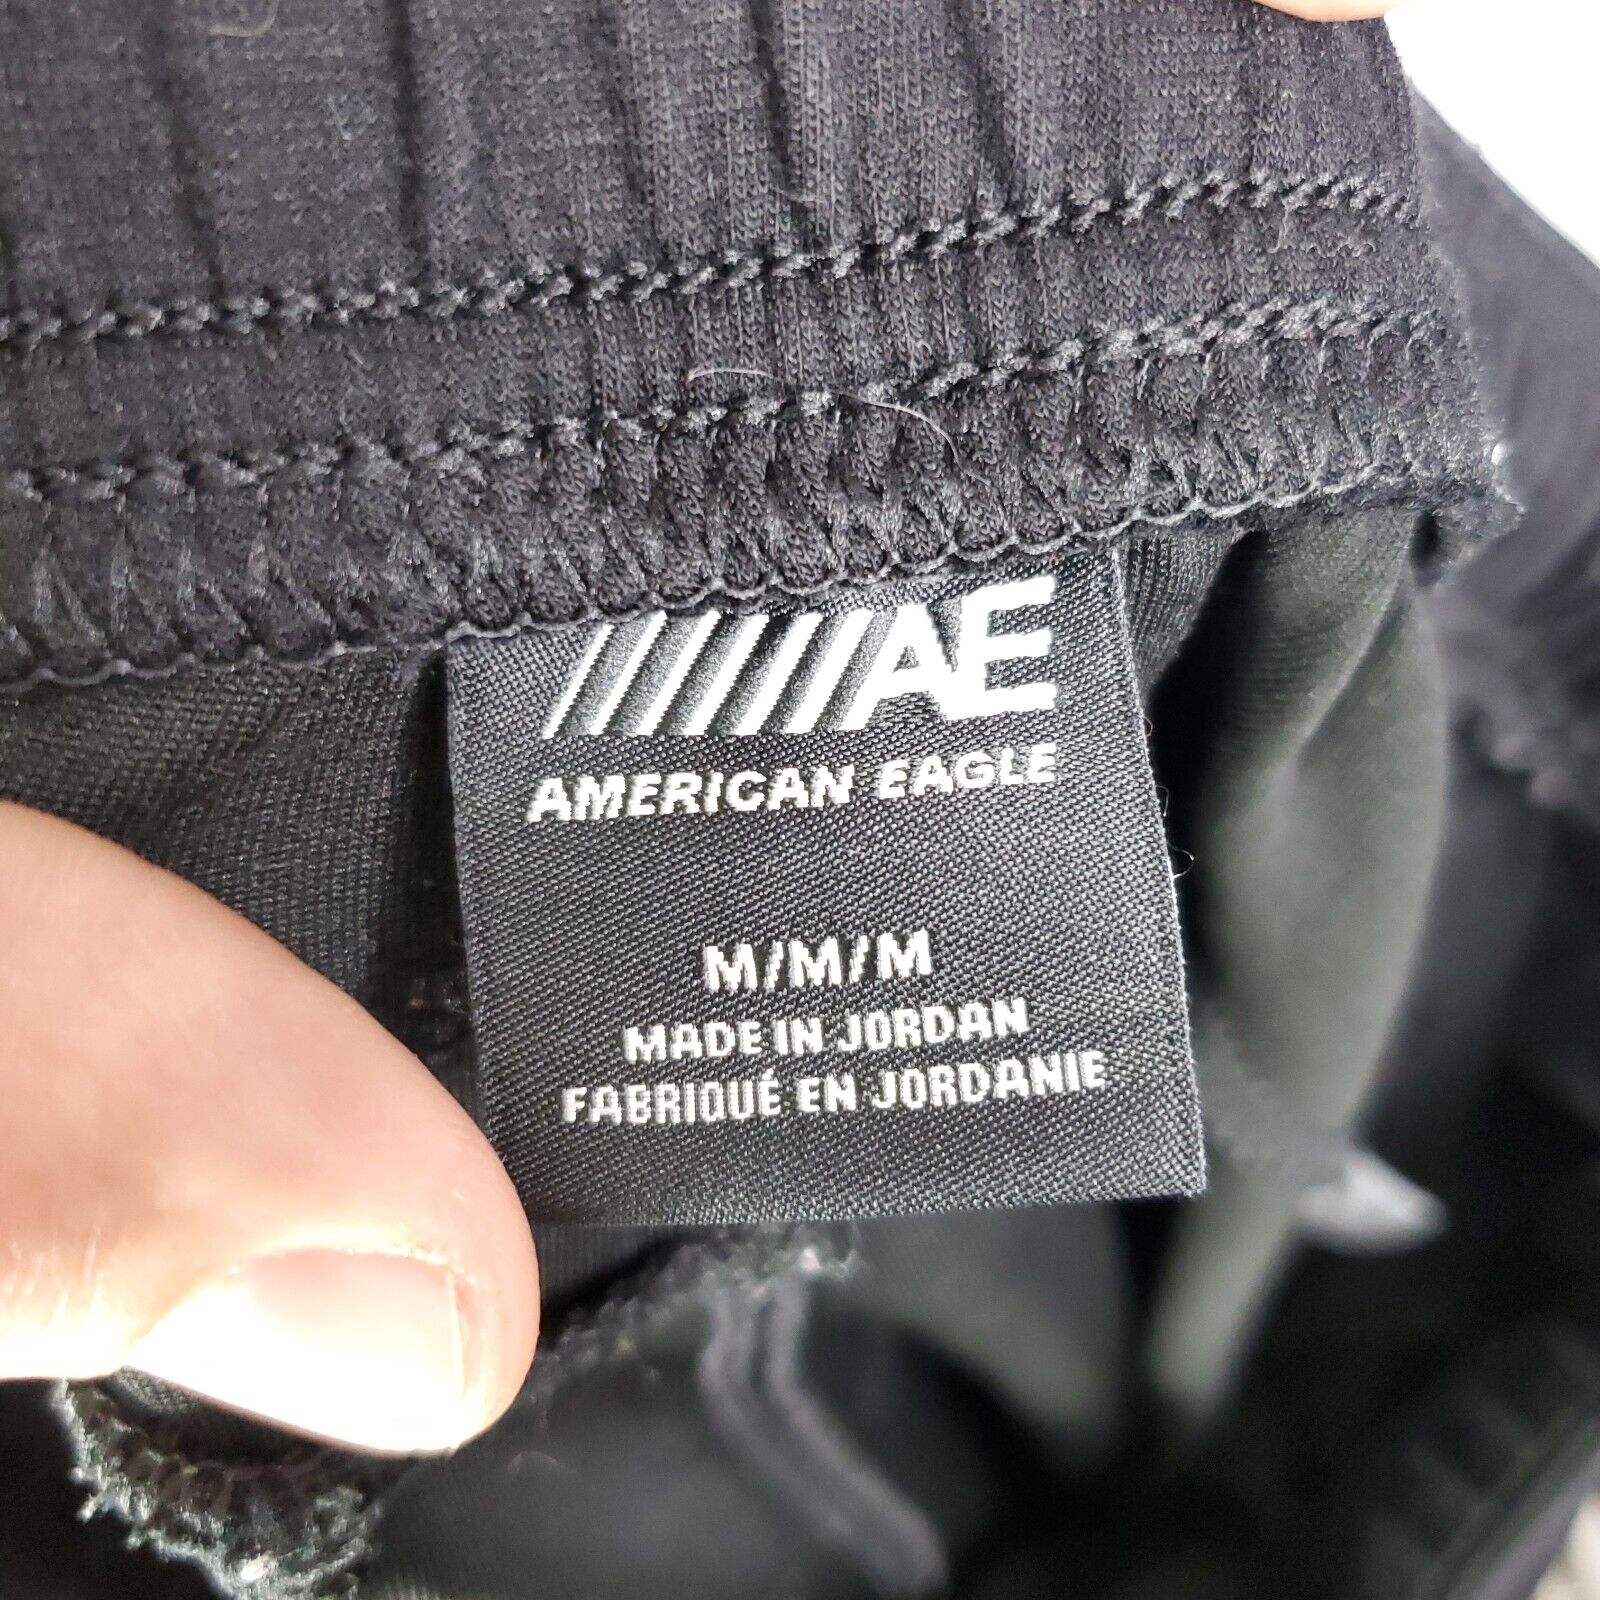 AE
AMERICAN EAGLE
M/M/M
MADE IN JORDAN
FABRIQUÉ EN JORDANIE